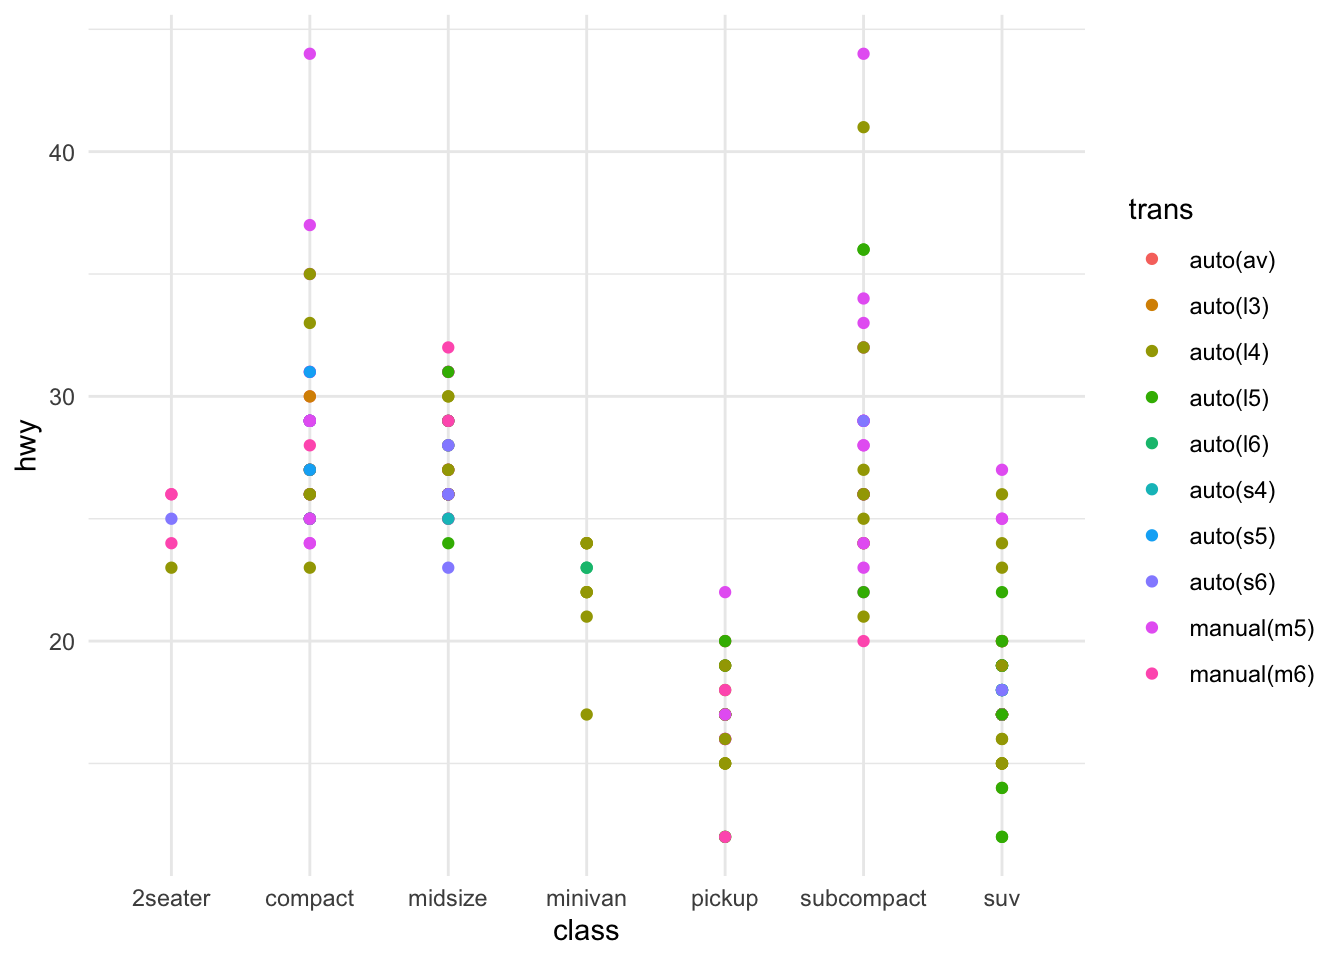 40
30
20
hwy
2seater compact midsize minivan pickup subcompact suv
class
trans
auto(av)
auto(l3)
auto(l4)
auto(l5)
auto(l6)
auto(s4)
auto(s5)
auto(s6)
manual(m5)
manual(m6)